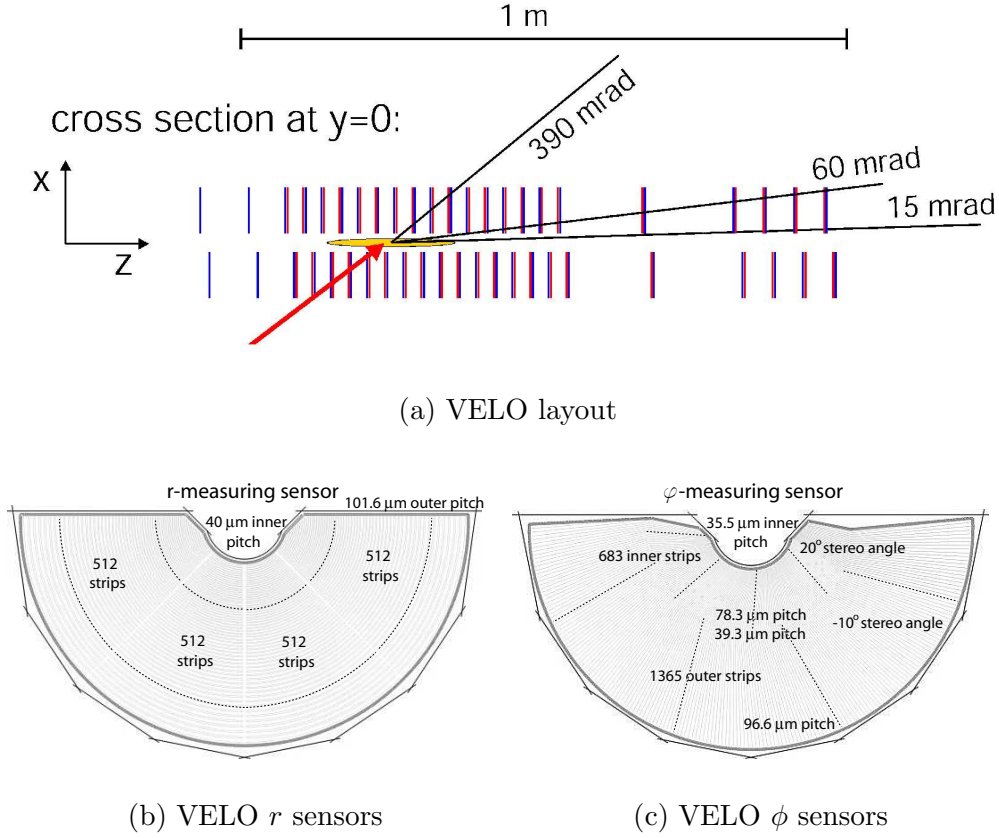 1 m
cross section at y=0:
390 mrad
60 mrad
15 mrad
X
Z
(a) VELO layout
r-measuring sensor
101.6 μm outer pitch
40 μm inner
pitch
512
strips
512
strips
512
strips
512
strips
φ-measuring sensor
35.5 μm inner
pitch
683 inner strips
20° stereo angle
78.3 μm pitch
39.3 μm pitch
-10° stereo angle
1365 outer strips
96.6 μm pitch
(b) VELO r sensors
(c) VELO ϕ sensors